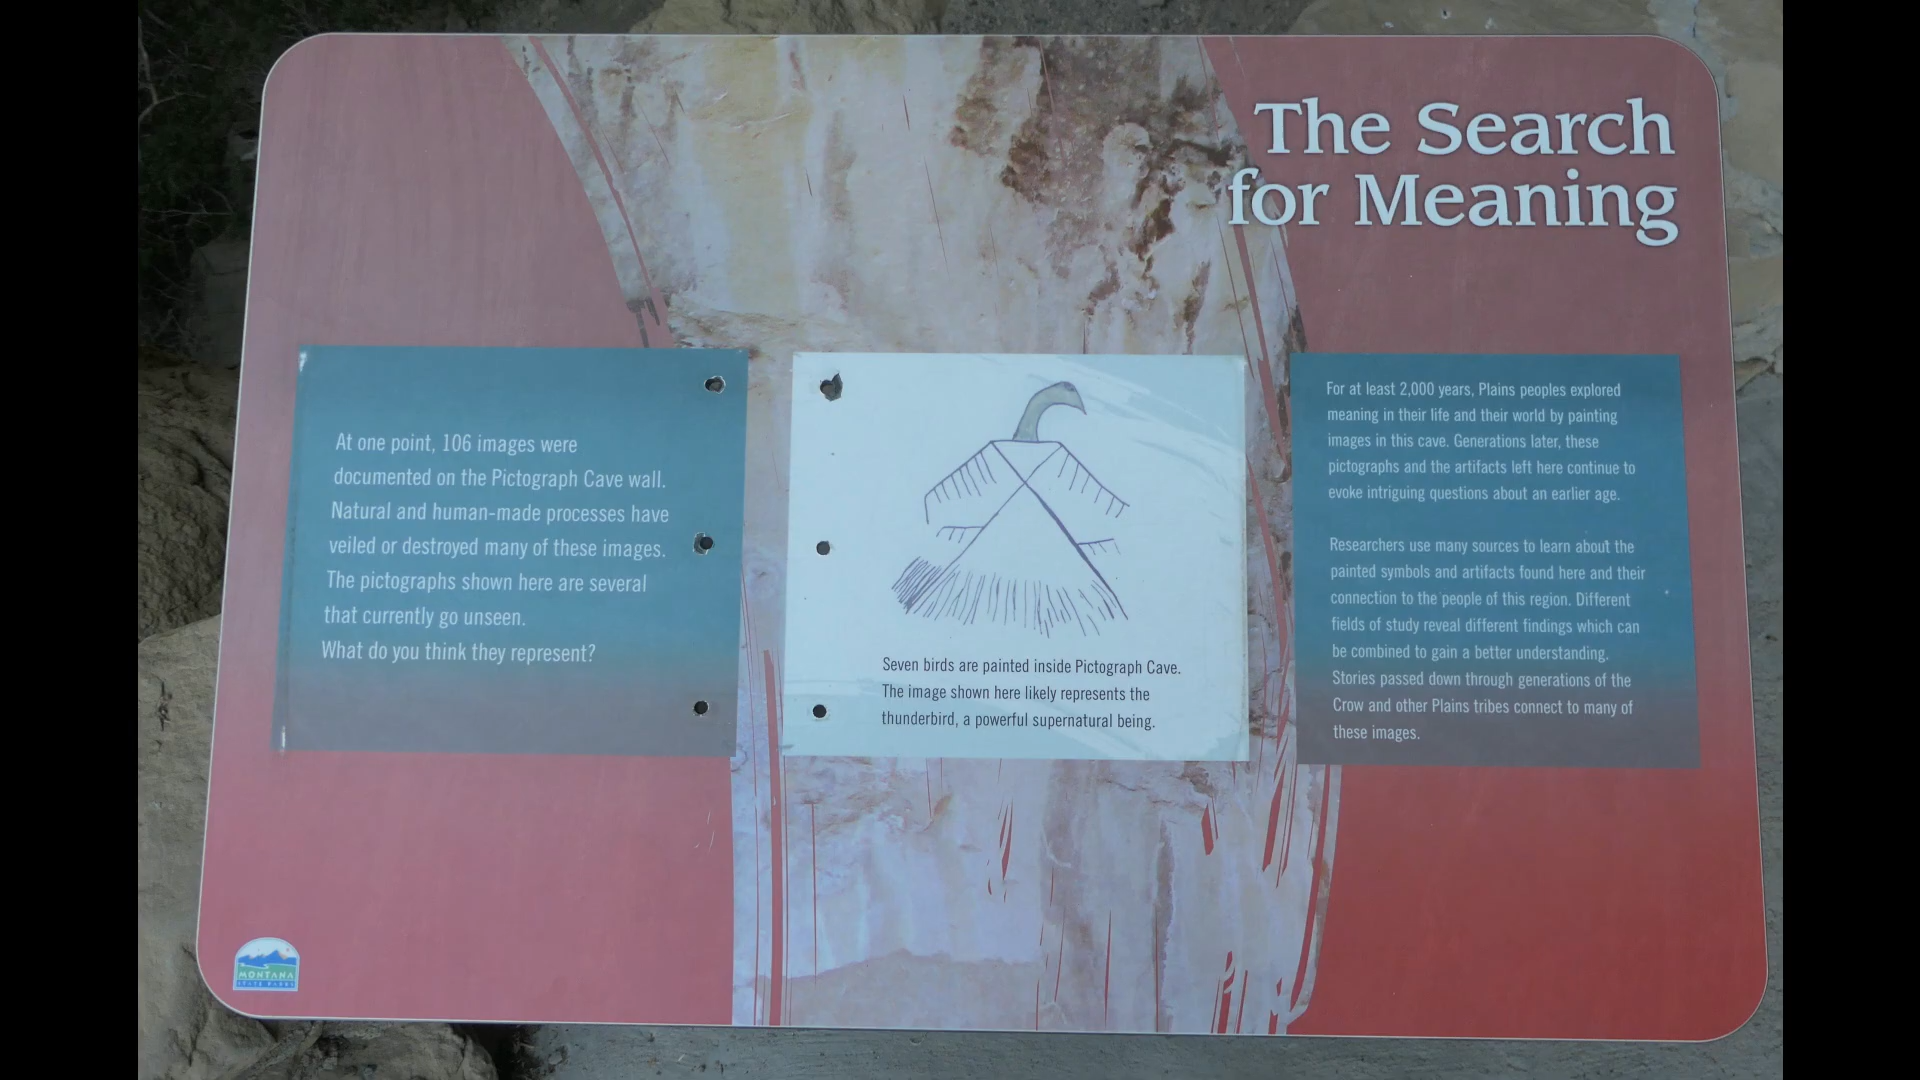 The Search
for Meaning
At one point, 106 images were
documented on the Pictograph Cave wall.
Natural and human-made processes have
veiled or destroyed many of these images.
The pictographs shown here are several
that currently go unseen.
What do you think they represent?
Seven birds are painted inside Pictograph Cave.
The image shown here likely represents the
thunderbird, a powerful supernatural being.
For at least 2,000 years, Plains peoples explored
meaning in their life and their world by painting
images in this cave. Generations later, these
pictographs and the artifacts left here continue to
evoke intriguing questions about an earlier age.
Researchers use many sources to learn about the
painted symbols and artifacts found here and their
connection to the people of this region. Different
fields of study reveal different findings which can
be combined to gain a better understanding.
Stories passed down through generations of the
Crow and other Plains tribes connect to many of
these images.
MONTANA
STATE PARKS